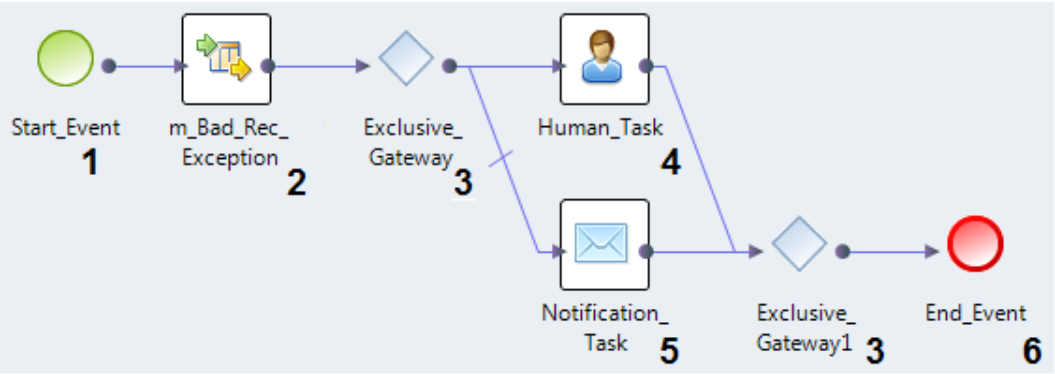 Start_Event
1
m_Bad_Rec_
Exception
2
Exclusive_
Gateway
3
Human_Task
4
Notification_
Task
5
Exclusive_
Gateway1
3
End_Event
6